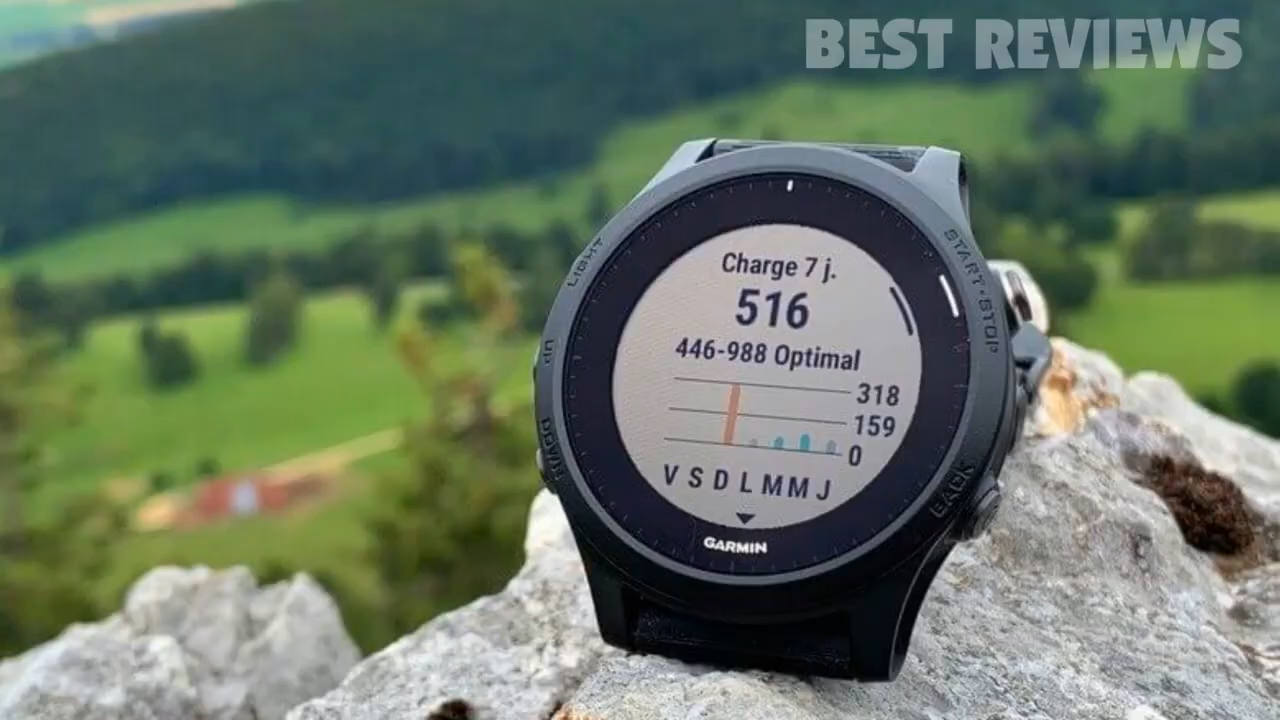 BEST REVIEWS
LIGHT
START·STOP
UP
DOWN
BACK
Charge 7 j.
516
446-988 Optimal
318
159
0
V S D L M M J
GARMIN